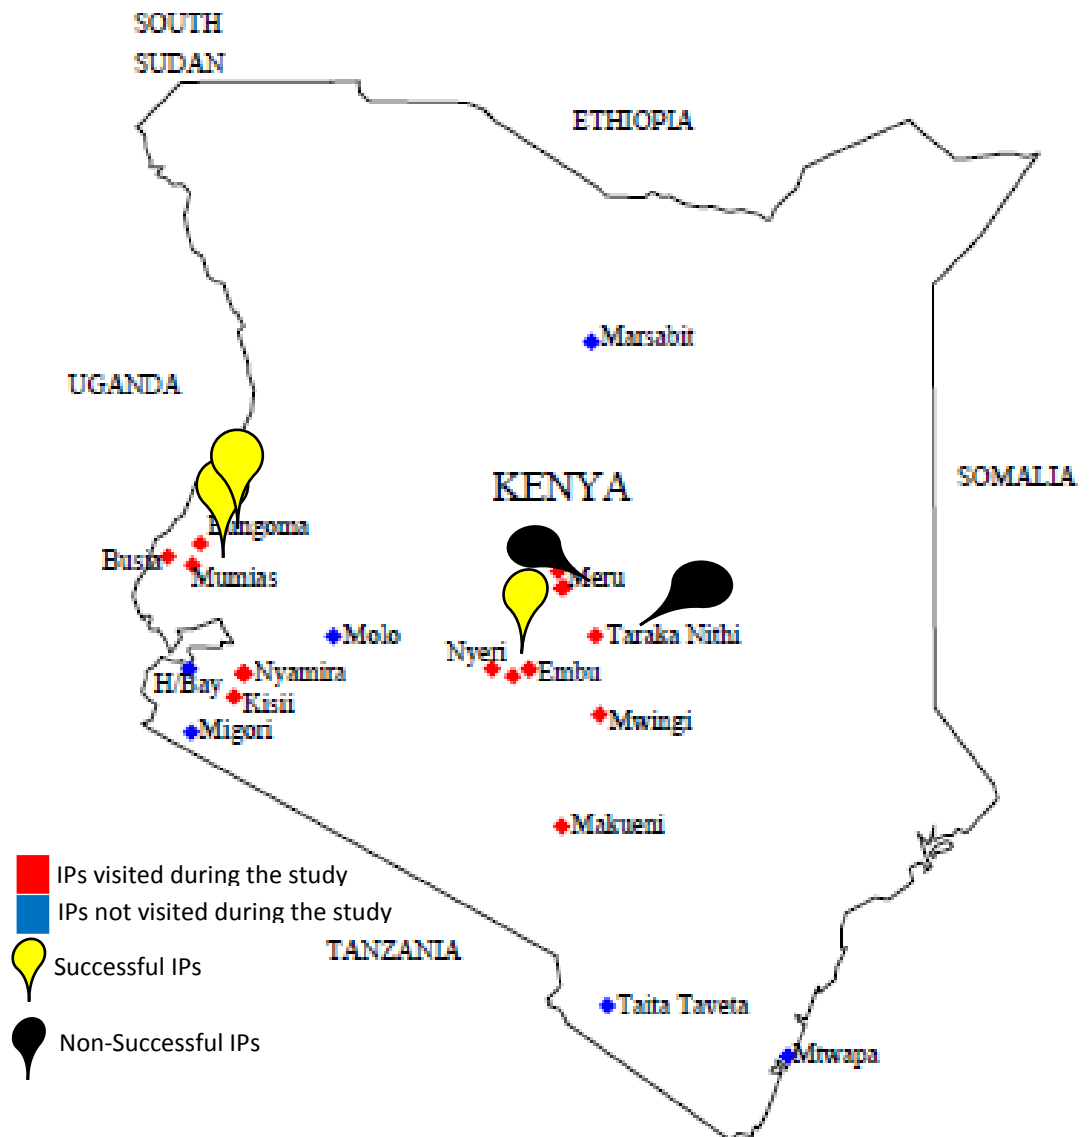 SOUTH
SUDAN
ETHIOPIA
Marsabit
UGANDA
KENYA
SOMALIA
Bungoma
Busia
Mumias
Meru
Molo
Taraka Nithi
Nyeri
Embu
Nyamira
H/Bay
Kisii
Migori
Mwingi
Makueni
IPs visited during the study
IPs not visited during the study
TANZANIA
Successful IPs
Taita Taveta
Non-Successful IPs
Mtwapa